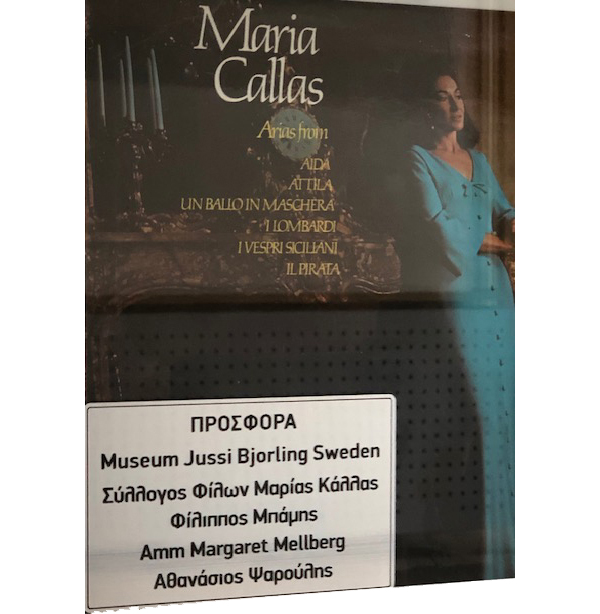 Maria
Callas
Arias from
AIDA
ATTILA
UN BALLO IN MASCHERA
I LOMBARDI
I VESPRI SICILIANI
IL PIRATA
ΠΡΟΣΦΟΡΑ
Museum Jussi Bjorling Sweden
Σύλλογος Φίλων Μαρίας Κάλλας
Φίλιππος Μπάμης
Amm Margaret Mellberg
Αθανάσιος Ψαρούλης